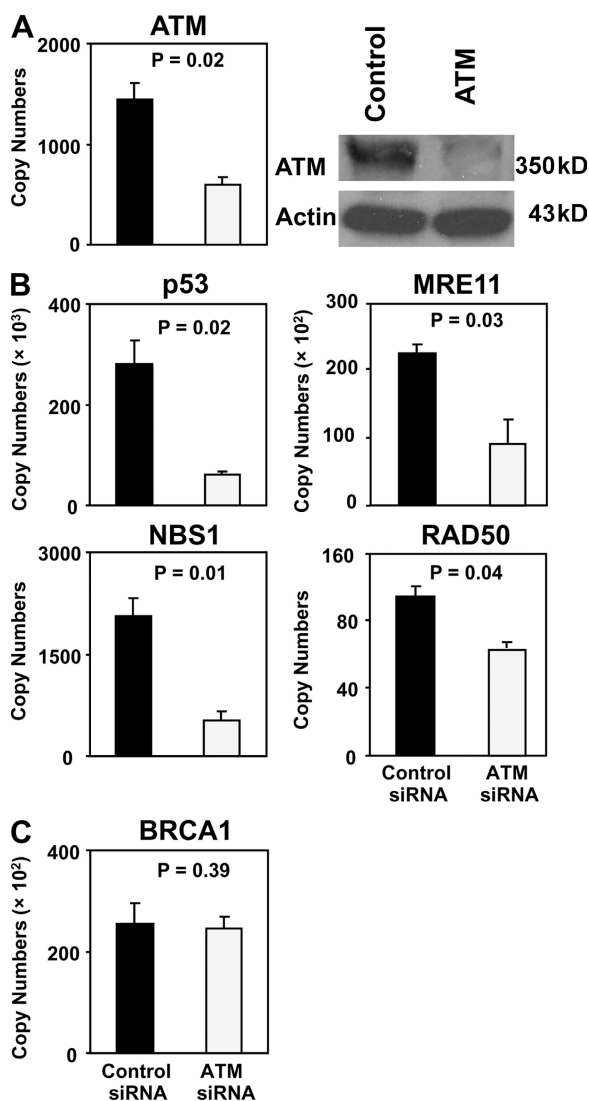 A
ATM
2000
P = 0.02
Copy Numbers
1000
0
Control
ATM
ATM
350kD
Actin
43kD
B
p53
400
P = 0.02
Copy Numbers (× 10³)
200
0
MRE11
300
P = 0.03
Copy Numbers (× 10²)
200
100
0
NBS1
3000
P = 0.01
Copy Numbers
1500
0
RAD50
160
P = 0.04
Copy Numbers
80
40
0
Control
siRNA
ATM
siRNA
C
BRCA1
400
P = 0.39
Copy Numbers (× 10²)
200
0
Control
siRNA
ATM
siRNA